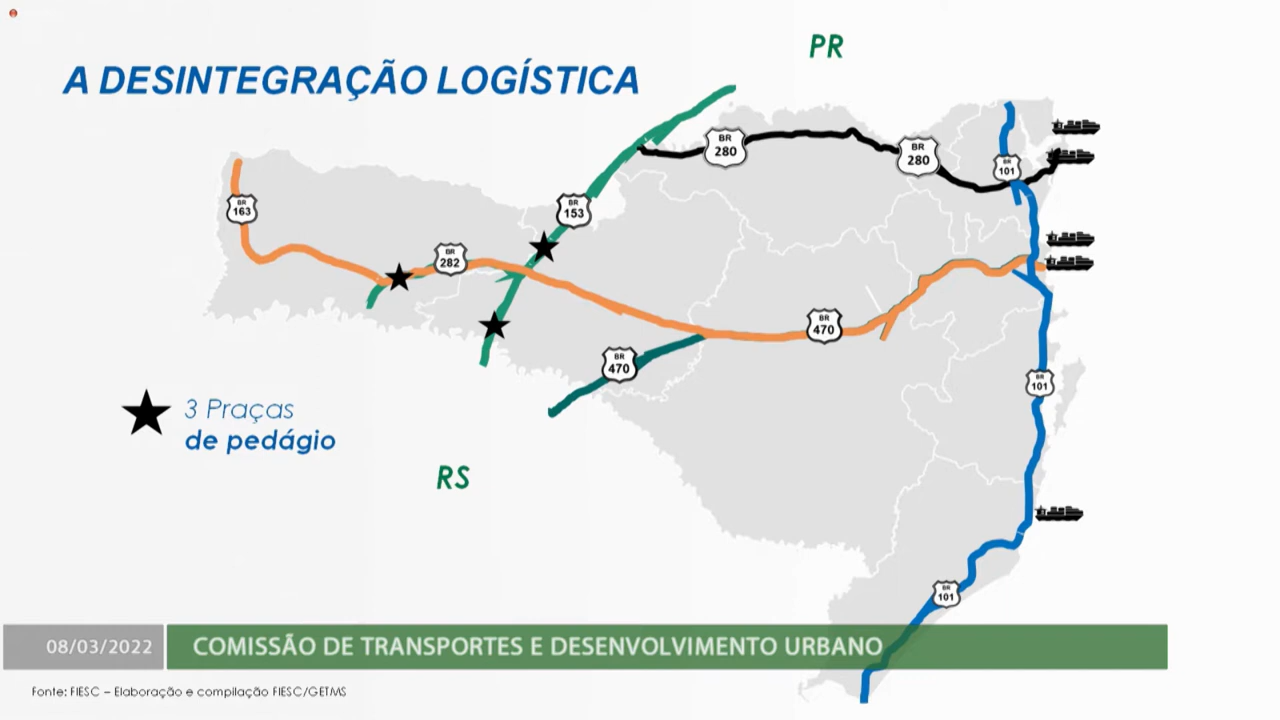 PR
A DESINTEGRAÇÃO LOGÍSTICA
BR
280
BR
280
BR
101
BR
163
BR
153
BR
282
BR
470
BR
470
BR
101
3 Praças
de pedágio
RS
BR
101
08/03/2022
COMISSÃO DE TRANSPORTES E DESENVOLVIMENTO URBANO
Fonte: FIESC – Elaboração e compilação FIESC/GETMS